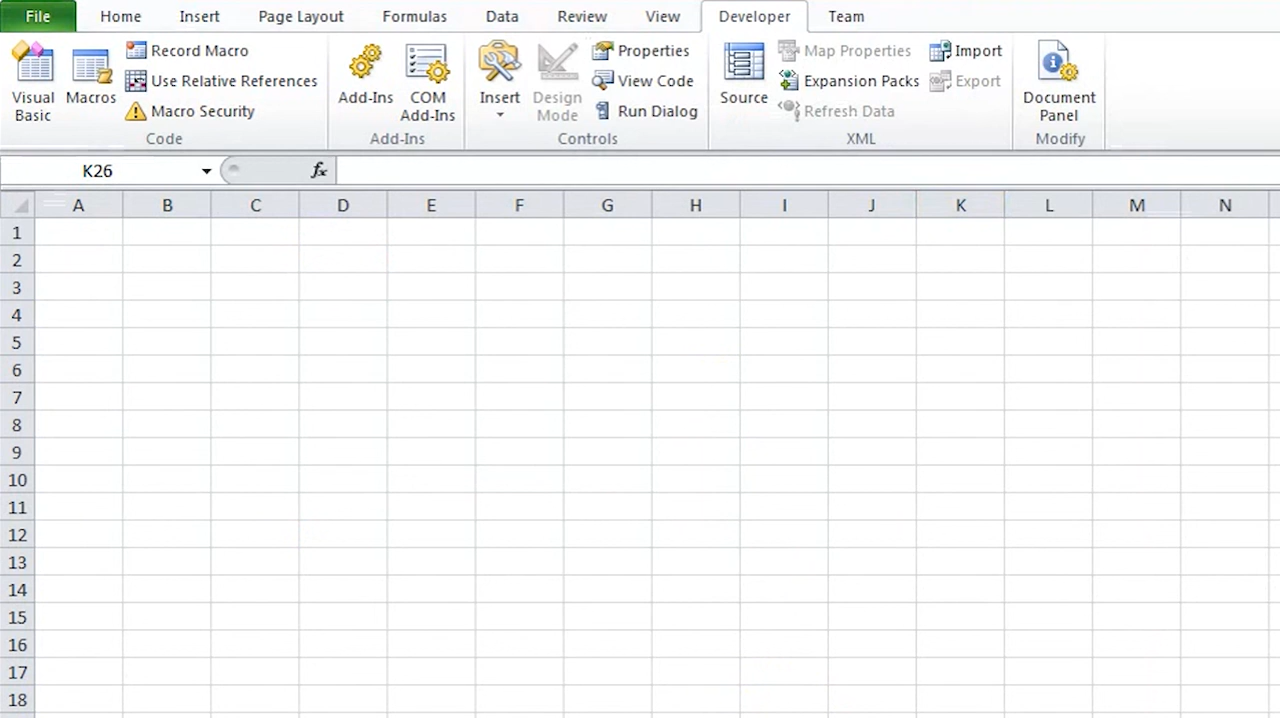 File Home Insert Page Layout Formulas Data Review View Developer Team
Record Macro Properties Map Properties Import
Use Relative References View Code Expansion Packs Export
Visual Basic Macros Macro Security Add-Ins COM Add-Ins Insert Design Mode Run Dialog Source Refresh Data Document Panel
Code Add-Ins Controls XML Modify
K26 fx
A B C D E F G H I J K L M N
1
2
3
4
5
6
7
8
9
10
11
12
13
14
15
16
17
18